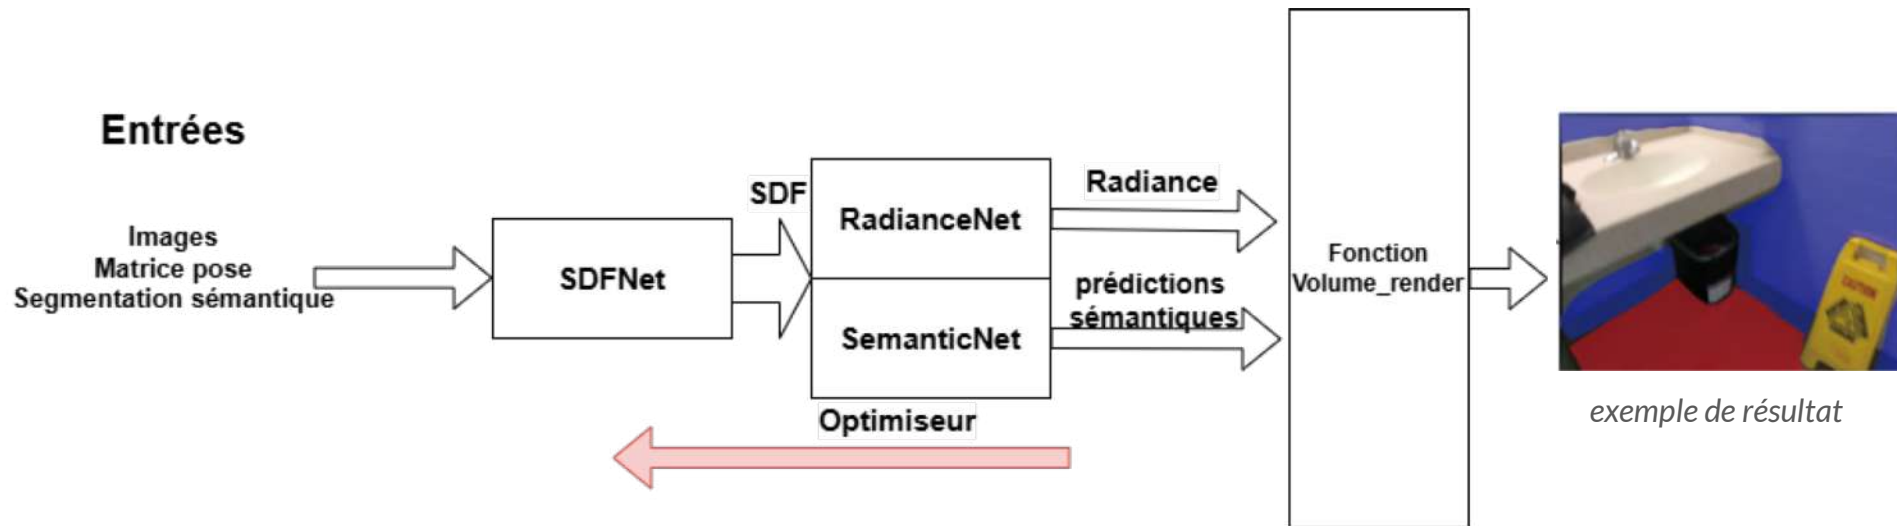 Entrées
Images
Matrice pose
Segmentation sémantique
SDFNet
SDF
RadianceNet
SemanticNet
Radiance
prédictions
sémantiques
Optimiseur
Fonction
Volume_render
CAUTION
exemple de résultat